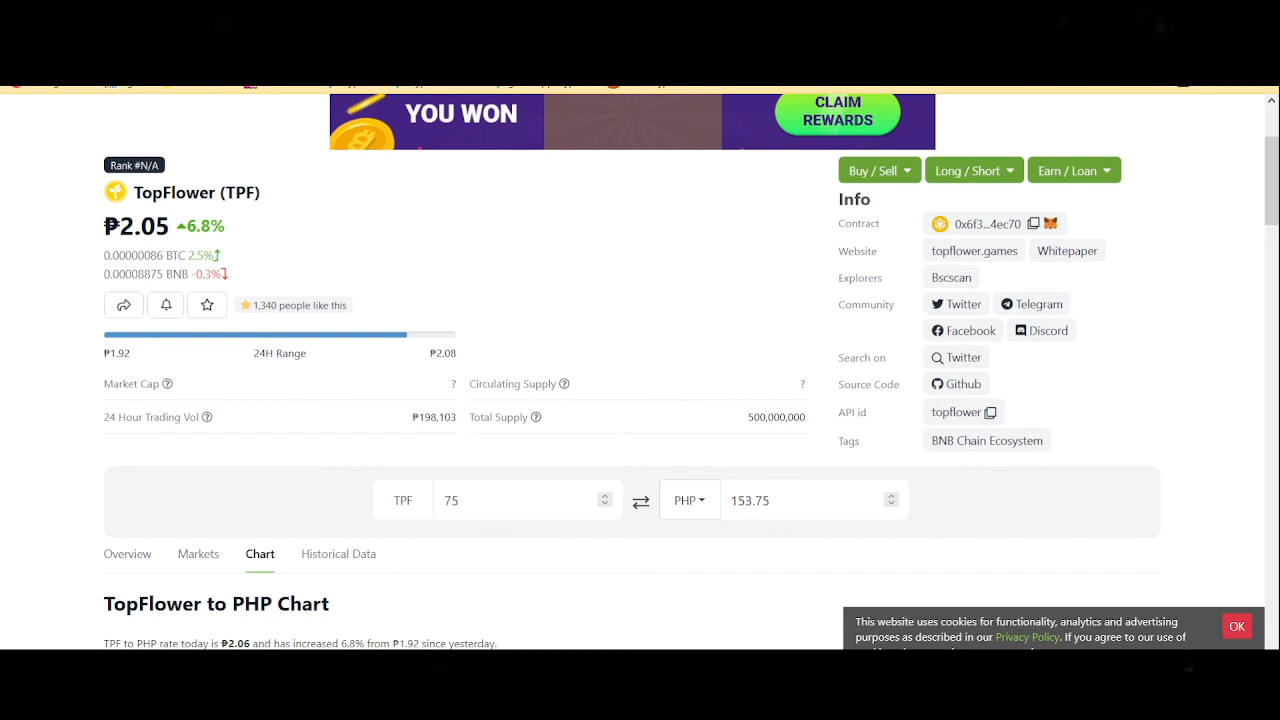 YOU WON
CLAIM
REWARDS
Rank #N/A
TopFlower (TPF)
₱2.05 6.8%
0.00000086 BTC 2.5%
0.00008875 BNB -0.3%
1,340 people like this
₱1.92 24H Range ₱2.08
Market Cap ? ?
Circulating Supply ? ?
24 Hour Trading Vol ? ₱198,103
Total Supply ? 500,000,000
Buy / Sell Long / Short Earn / Loan
Info
Contract 0x6f3...4ec70
Website topflower.games Whitepaper
Explorers Bscscan
Community Twitter Telegram
Facebook Discord
Search on Twitter
Source Code Github
API id topflower
Tags BNB Chain Ecosystem
TPF 75 PHP 153.75
Overview Markets Chart Historical Data
TopFlower to PHP Chart
TPF to PHP rate today is ₱2.06 and has increased 6.8% from ₱1.92 since yesterday.
This website uses cookies for functionality, analytics and advertising
purposes as described in our Privacy Policy. If you agree to our use of
OK